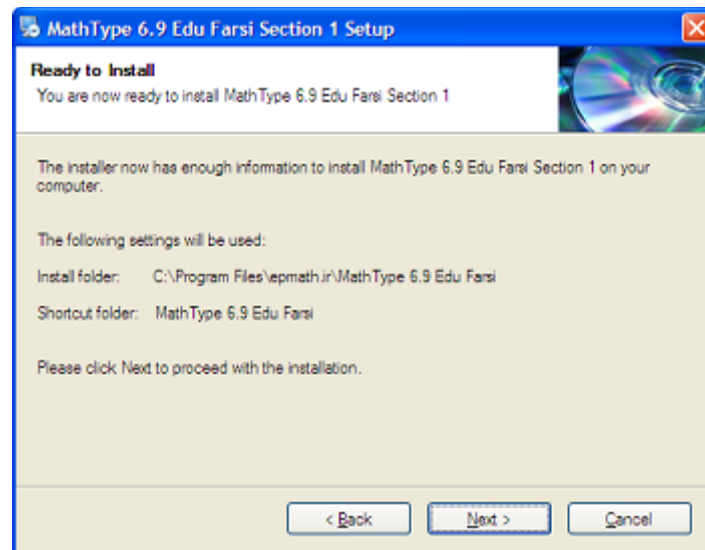 MathType 6.9 Edu Farsi Section 1 Setup
Ready to Install
You are now ready to install MathType 6.9 Edu Farsi Section 1
The installer now has enough information to install MathType 6.9 Edu Farsi Section 1 on your
computer.
The following settings will be used:
Install folder: C:\Program Files\epmath.ir\MathType 6.9 Edu Farsi
Shortcut folder: MathType 6.9 Edu Farsi
Please click Next to proceed with the installation.
< Back Next > Cancel